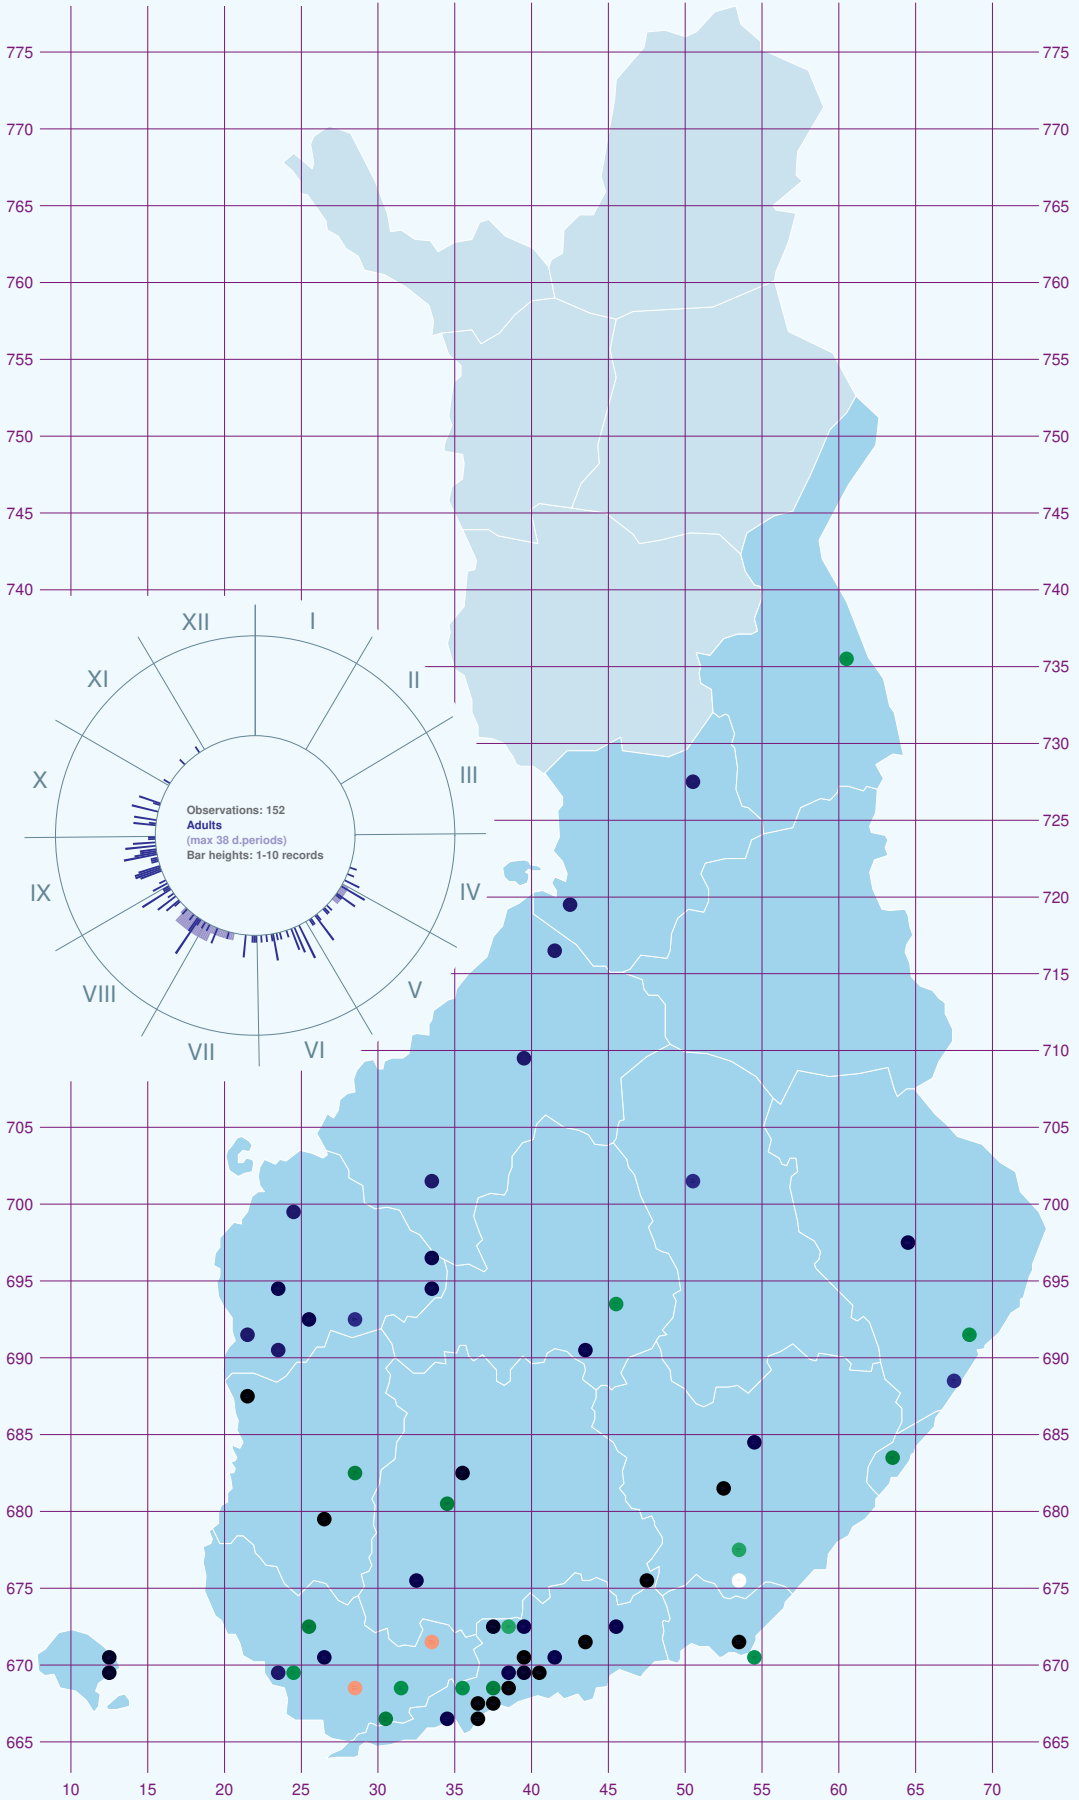 775 775
770 770
765 765
760 760
755 755
750 750
745 745
740 740
XII I
735
XI II
730
X III
Observations: 152
Adults
(max 38 d.periods)
Bar heights: 1-10 records
725
IX IV
720
VIII V
715
VII VI
710
705 705
700 700
695 695
690 690
685 685
680 680
675 675
670 670
665 665
10 15 20 25 30 35 40 45 50 55 60 65 70